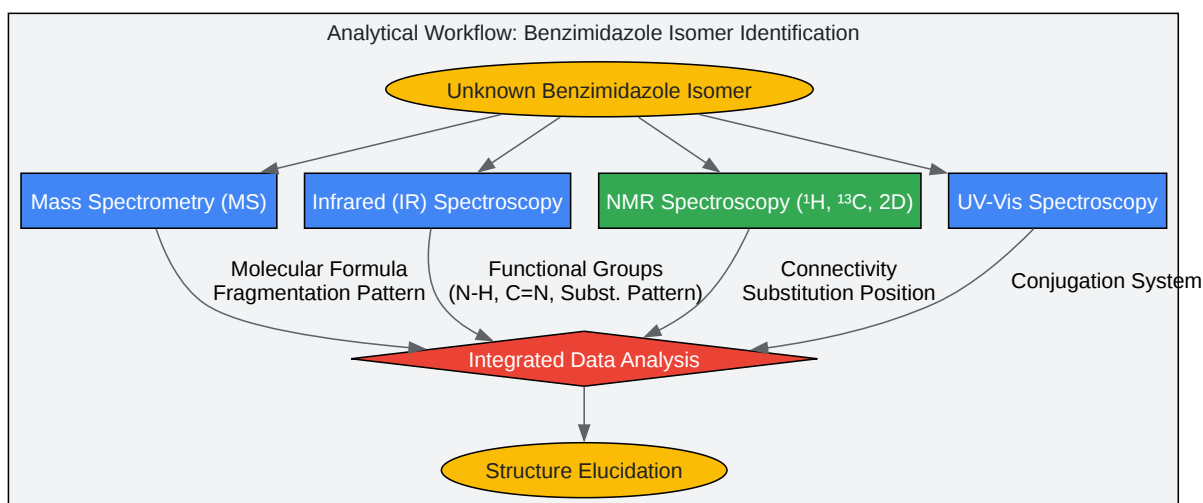 Analytical Workflow: Benzimidazole Isomer Identification
Unknown Benzimidazole Isomer
Mass Spectrometry (MS)
Infrared (IR) Spectroscopy
NMR Spectroscopy (¹H, ¹³C, 2D)
UV-Vis Spectroscopy
Molecular Formula
Fragmentation Pattern
Functional Groups
(N-H, C=N, Subst. Pattern)
Connectivity
Substitution Position
Conjugation System
Integrated Data Analysis
Structure Elucidation